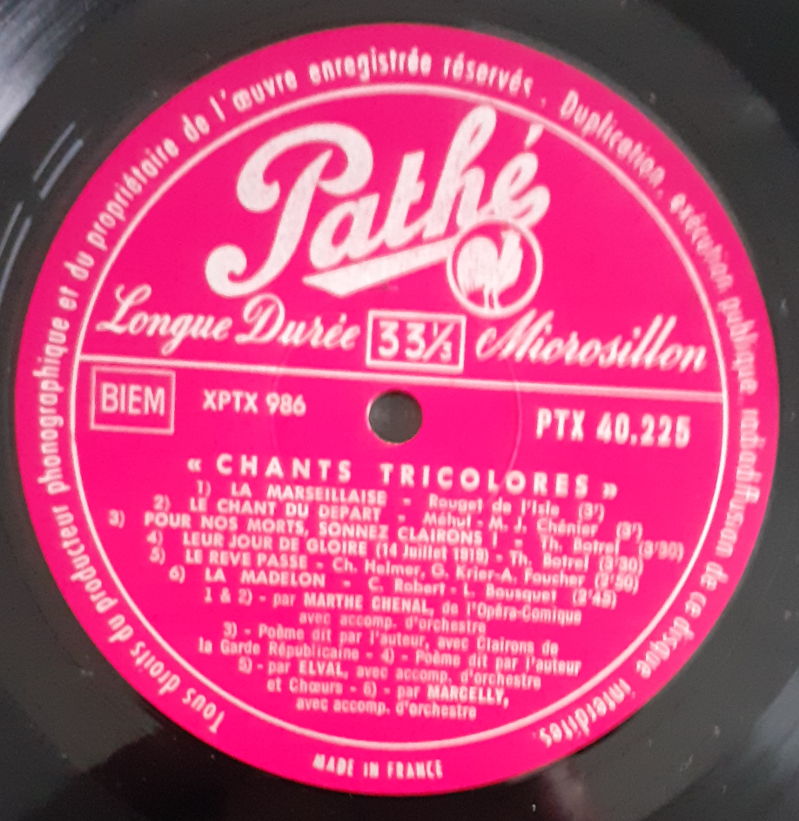 Tous droits du producteur phonographique et du propriétaire de l'œuvre enregistrée réservés. Duplication, exécution publique, radiodiffusion de ce disque interdites.
Pathé
Longue Durée 33 1/3 Microsillon
BIEM XPTX 986 PTX 40.225
« CHANTS TRICOLORES »
1) LA MARSEILLAISE - Rouget de l'Isle (3')
2) LE CHANT DU DEPART - Méhul - M. J. Chénier (3')
3) POUR NOS MORTS, SONNEZ CLAIRONS ! - Th. Botrel (3'30)
4) LEUR JOUR DE GLOIRE (14 Juillet 1919) - Th. Botrel (3'30)
5) LE REVE PASSE - Ch. Helmer, G. Krier-A. Foucher (3'50)
6) LA MADELON - C. Robert - L. Bousquet (3'45)
1 & 2) - par MARTHE CHENAL, de l'Opéra-Comique
avec accomp. d'orchestre
3) - Poème dit par l'auteur, avec Clairons de
la Garde Républicaine - 4) - Poème dit par l'auteur
5) - par ELVAL, avec accomp. d'orchestre
et Chœurs - 6) - par MARCELLY,
avec accomp. d'orchestre
MADE IN FRANCE